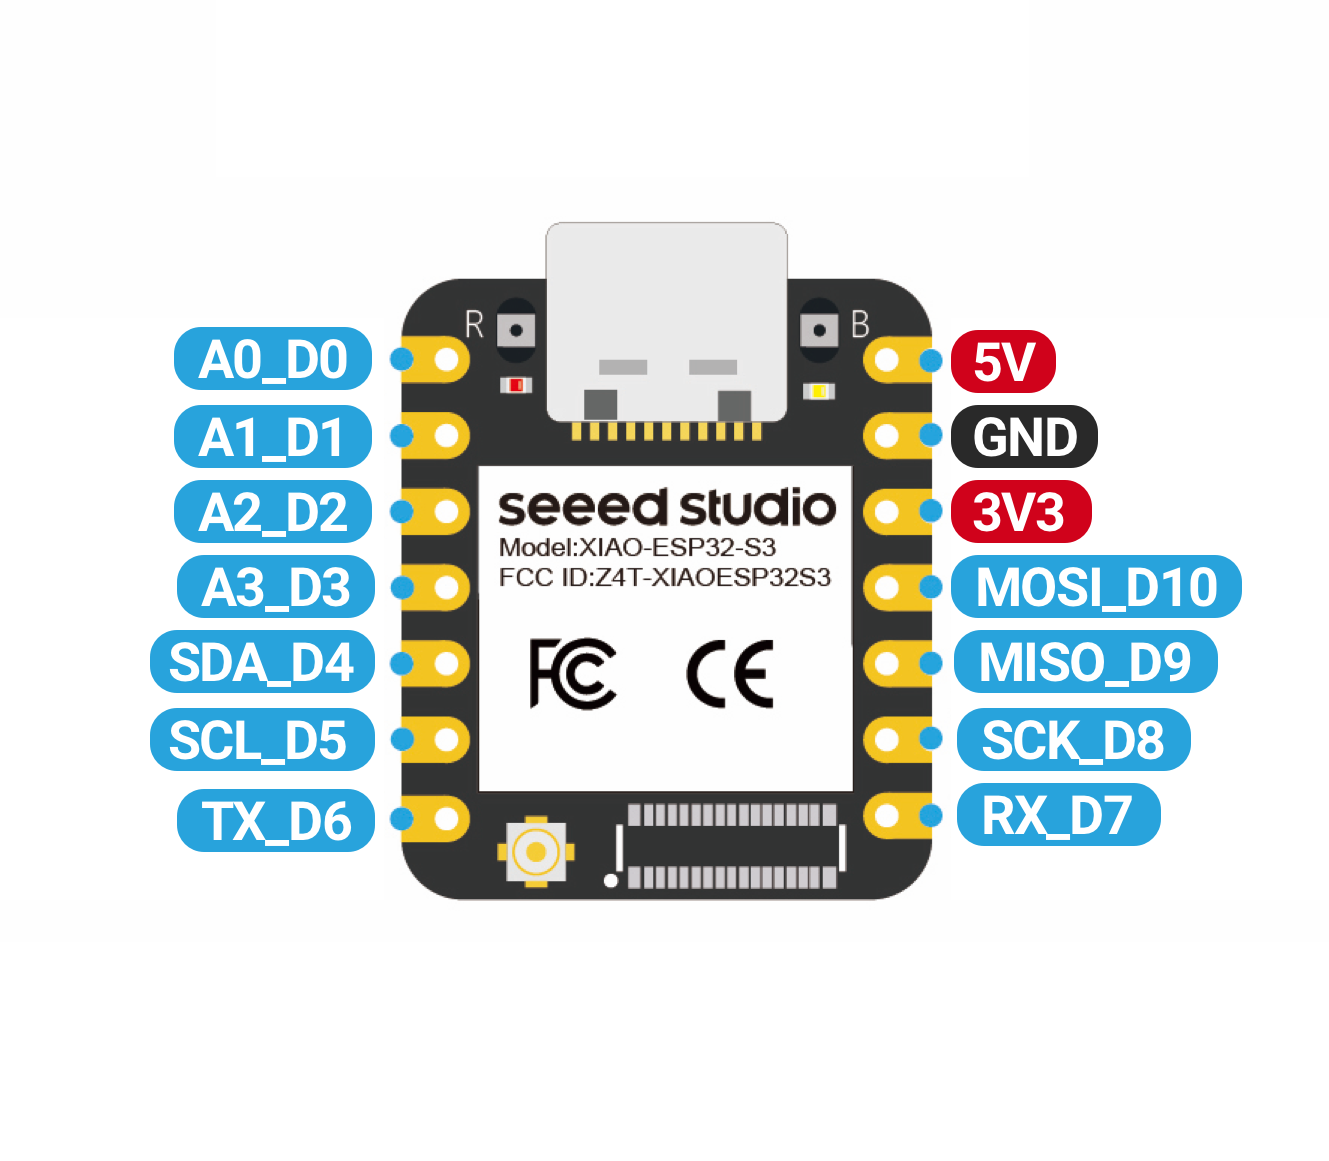 R
B
A0_D0
5V
A1_D1
GND
A2_D2
3V3
A3_D3
MOSI_D10
SDA_D4
MISO_D9
SCL_D5
SCK_D8
TX_D6
RX_D7
seeed studio
Model:XIAO-ESP32-S3
FCC ID:Z4T-XIAOESP32S3
FC CE